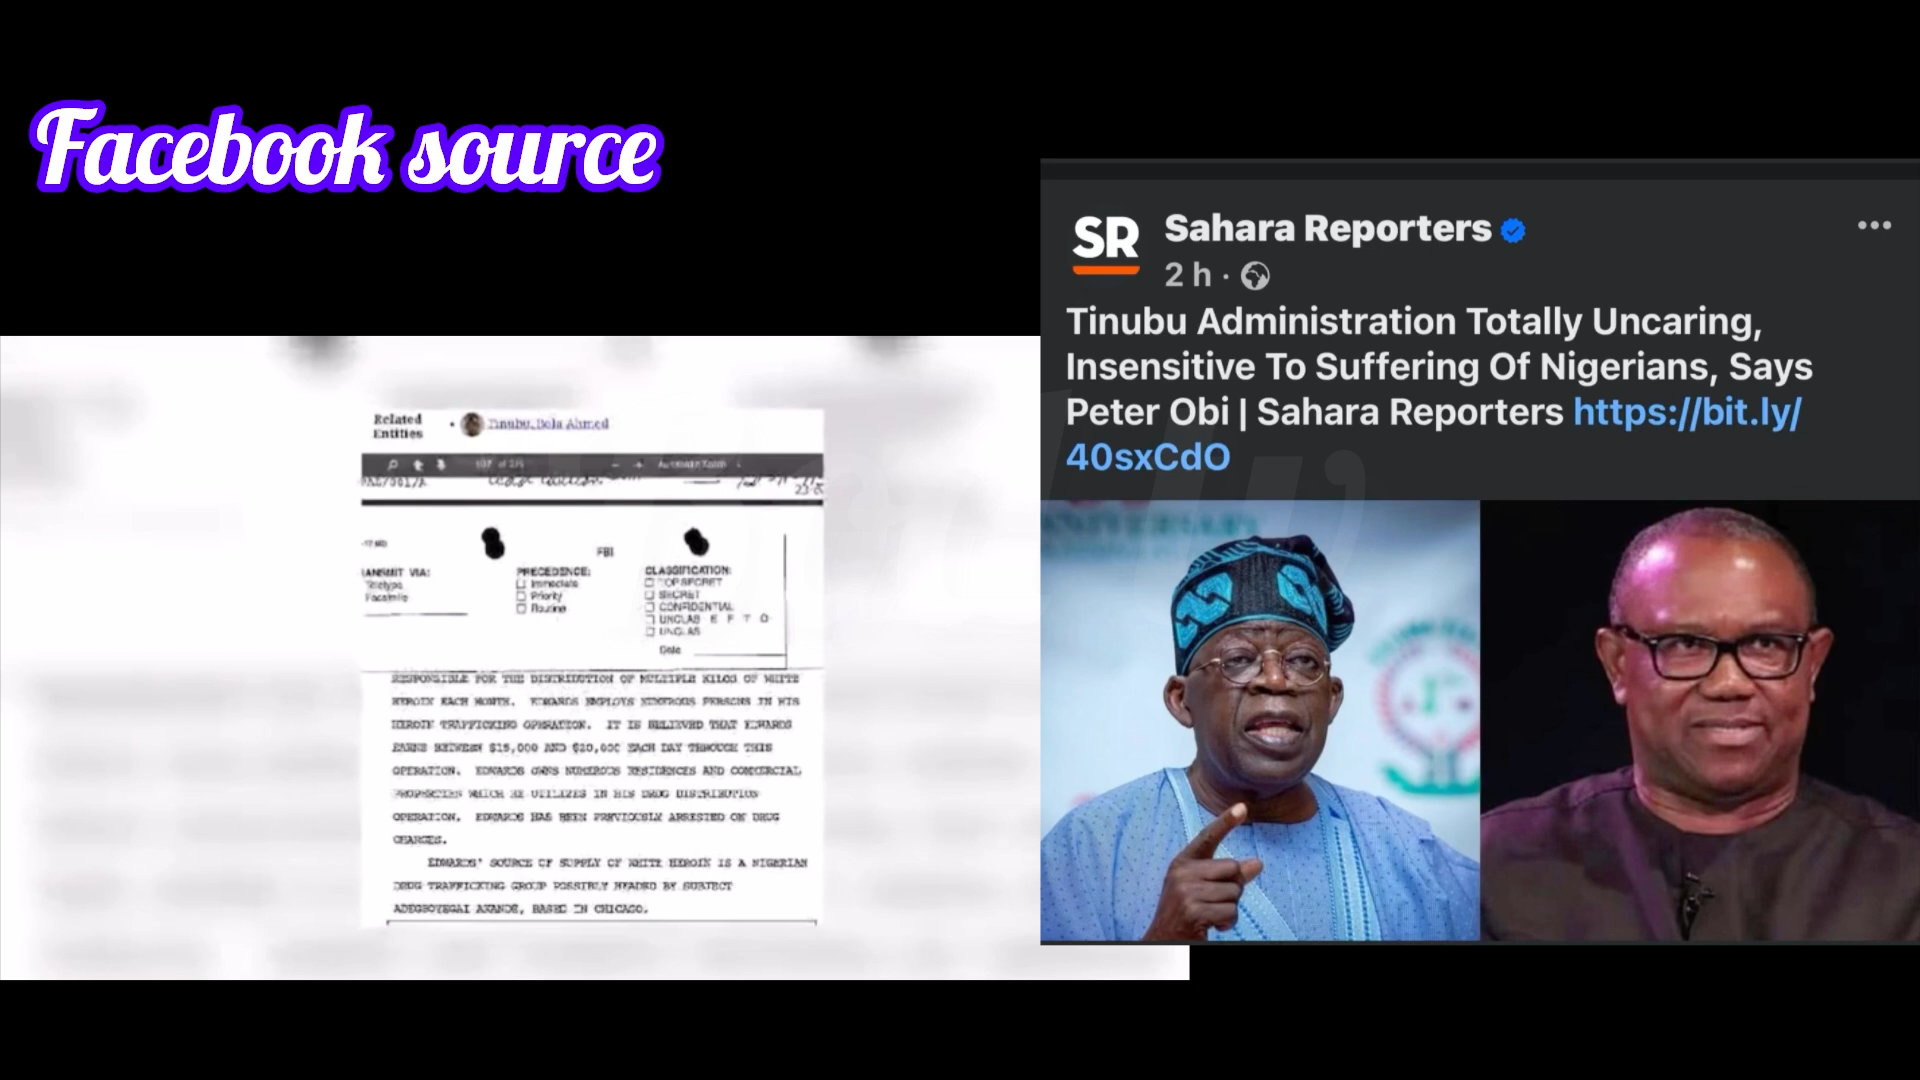 Facebook source
SR
Sahara Reporters
2 h ·
Tinubu Administration Totally Uncaring,
Insensitive To Suffering Of Nigerians, Says
Peter Obi | Sahara Reporters https://bit.ly/
40sxCdO
Related
Entities
• Tinubu, Bola Ahmed
FBI
PRECEDENCE:
Immediate
Priority
Routine
CLASSIFICATION:
TOP SECRET
SECRET
CONFIDENTIAL
UNCLAS E F T O
UNCLAS
Date
RESPONSIBLE FOR THE DISTRIBUTION OF MULTIPLE KILOS OF WHITE
HEROIN EACH MONTH. EDWARDS EMPLOYS NUMEROUS PERSONS IN HIS
HEROIN TRAFFICKING OPERATION. IT IS BELIEVED THAT EDWARDS
EARNS BETWEEN $15,000 AND $20,000 EACH DAY THROUGH THIS
OPERATION. EDWARDS OWNS NUMEROUS RESIDENCES AND COMMERCIAL
PROPERTIES WHICH HE UTILIZES IN HIS DRUG DISTRIBUTION
OPERATION. EDWARDS HAS BEEN PREVIOUSLY ARRESTED ON DRUG
CHARGES.
EDWARDS' SOURCE OF SUPPLY OF WHITE HEROIN IS A NIGERIAN
DRUG TRAFFICKING GROUP POSSIBLY HEADED BY SUBJECT
ADEGBOYEGAI AKANDE, BASED IN CHICAGO.